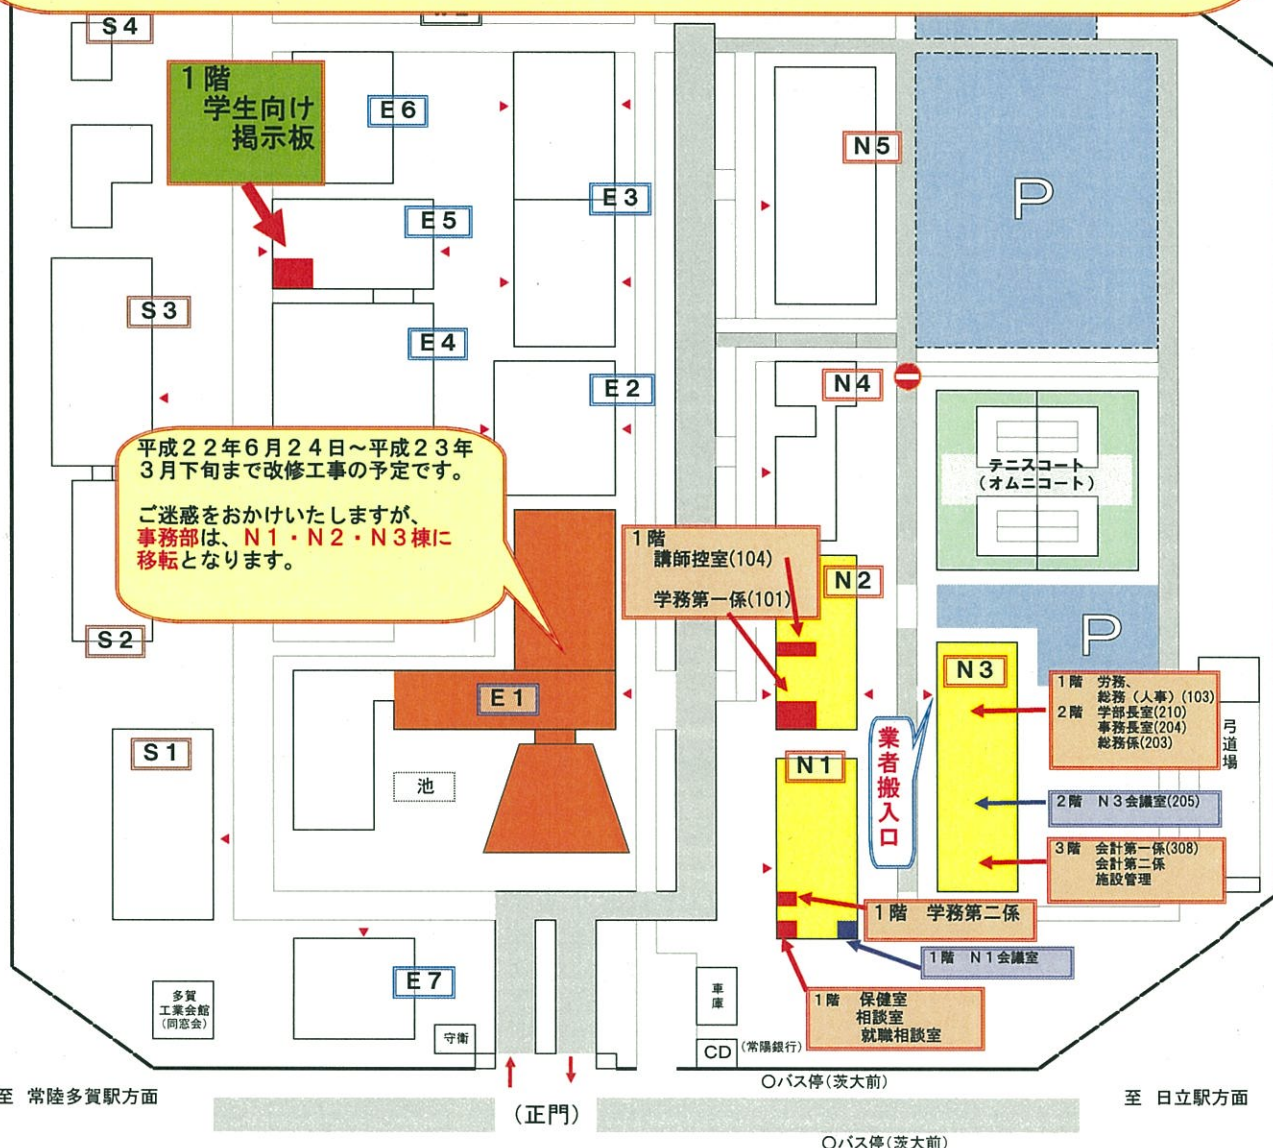 S4
1階
学生向け
掲示板
E6
N5
P
E3
E5
S3
E4
E2
N4
テニスコート
(オムニコート)
平成22年6月24日～平成23年
3月下旬まで改修工事の予定です。
ご迷惑をおかけいたしますが、
事務部は、N1・N2・N3棟に
移転となります。
1階
講師控室(104)
学務第一係(101)
N2
P
S2
N3
1階 労務、
総務(人事)(103)
2階 学部長室(210)
事務長室(204)
総務係(203)
E1
弓道場
業者搬入口
S1
N1
池
2階 N3会議室(205)
3階 会計第一係(308)
会計第二係
施設管理
1階 学務第二係
1階 N1会議室
E7
多賀
工業会館
(同窓会)
車庫
1階 保健室
相談室
就職相談室
守衛
CD
(常陽銀行)
○バス停(茨大前)
至 常陸多賀駅方面
(正門)
至 日立駅方面
○バス停(茨大前)